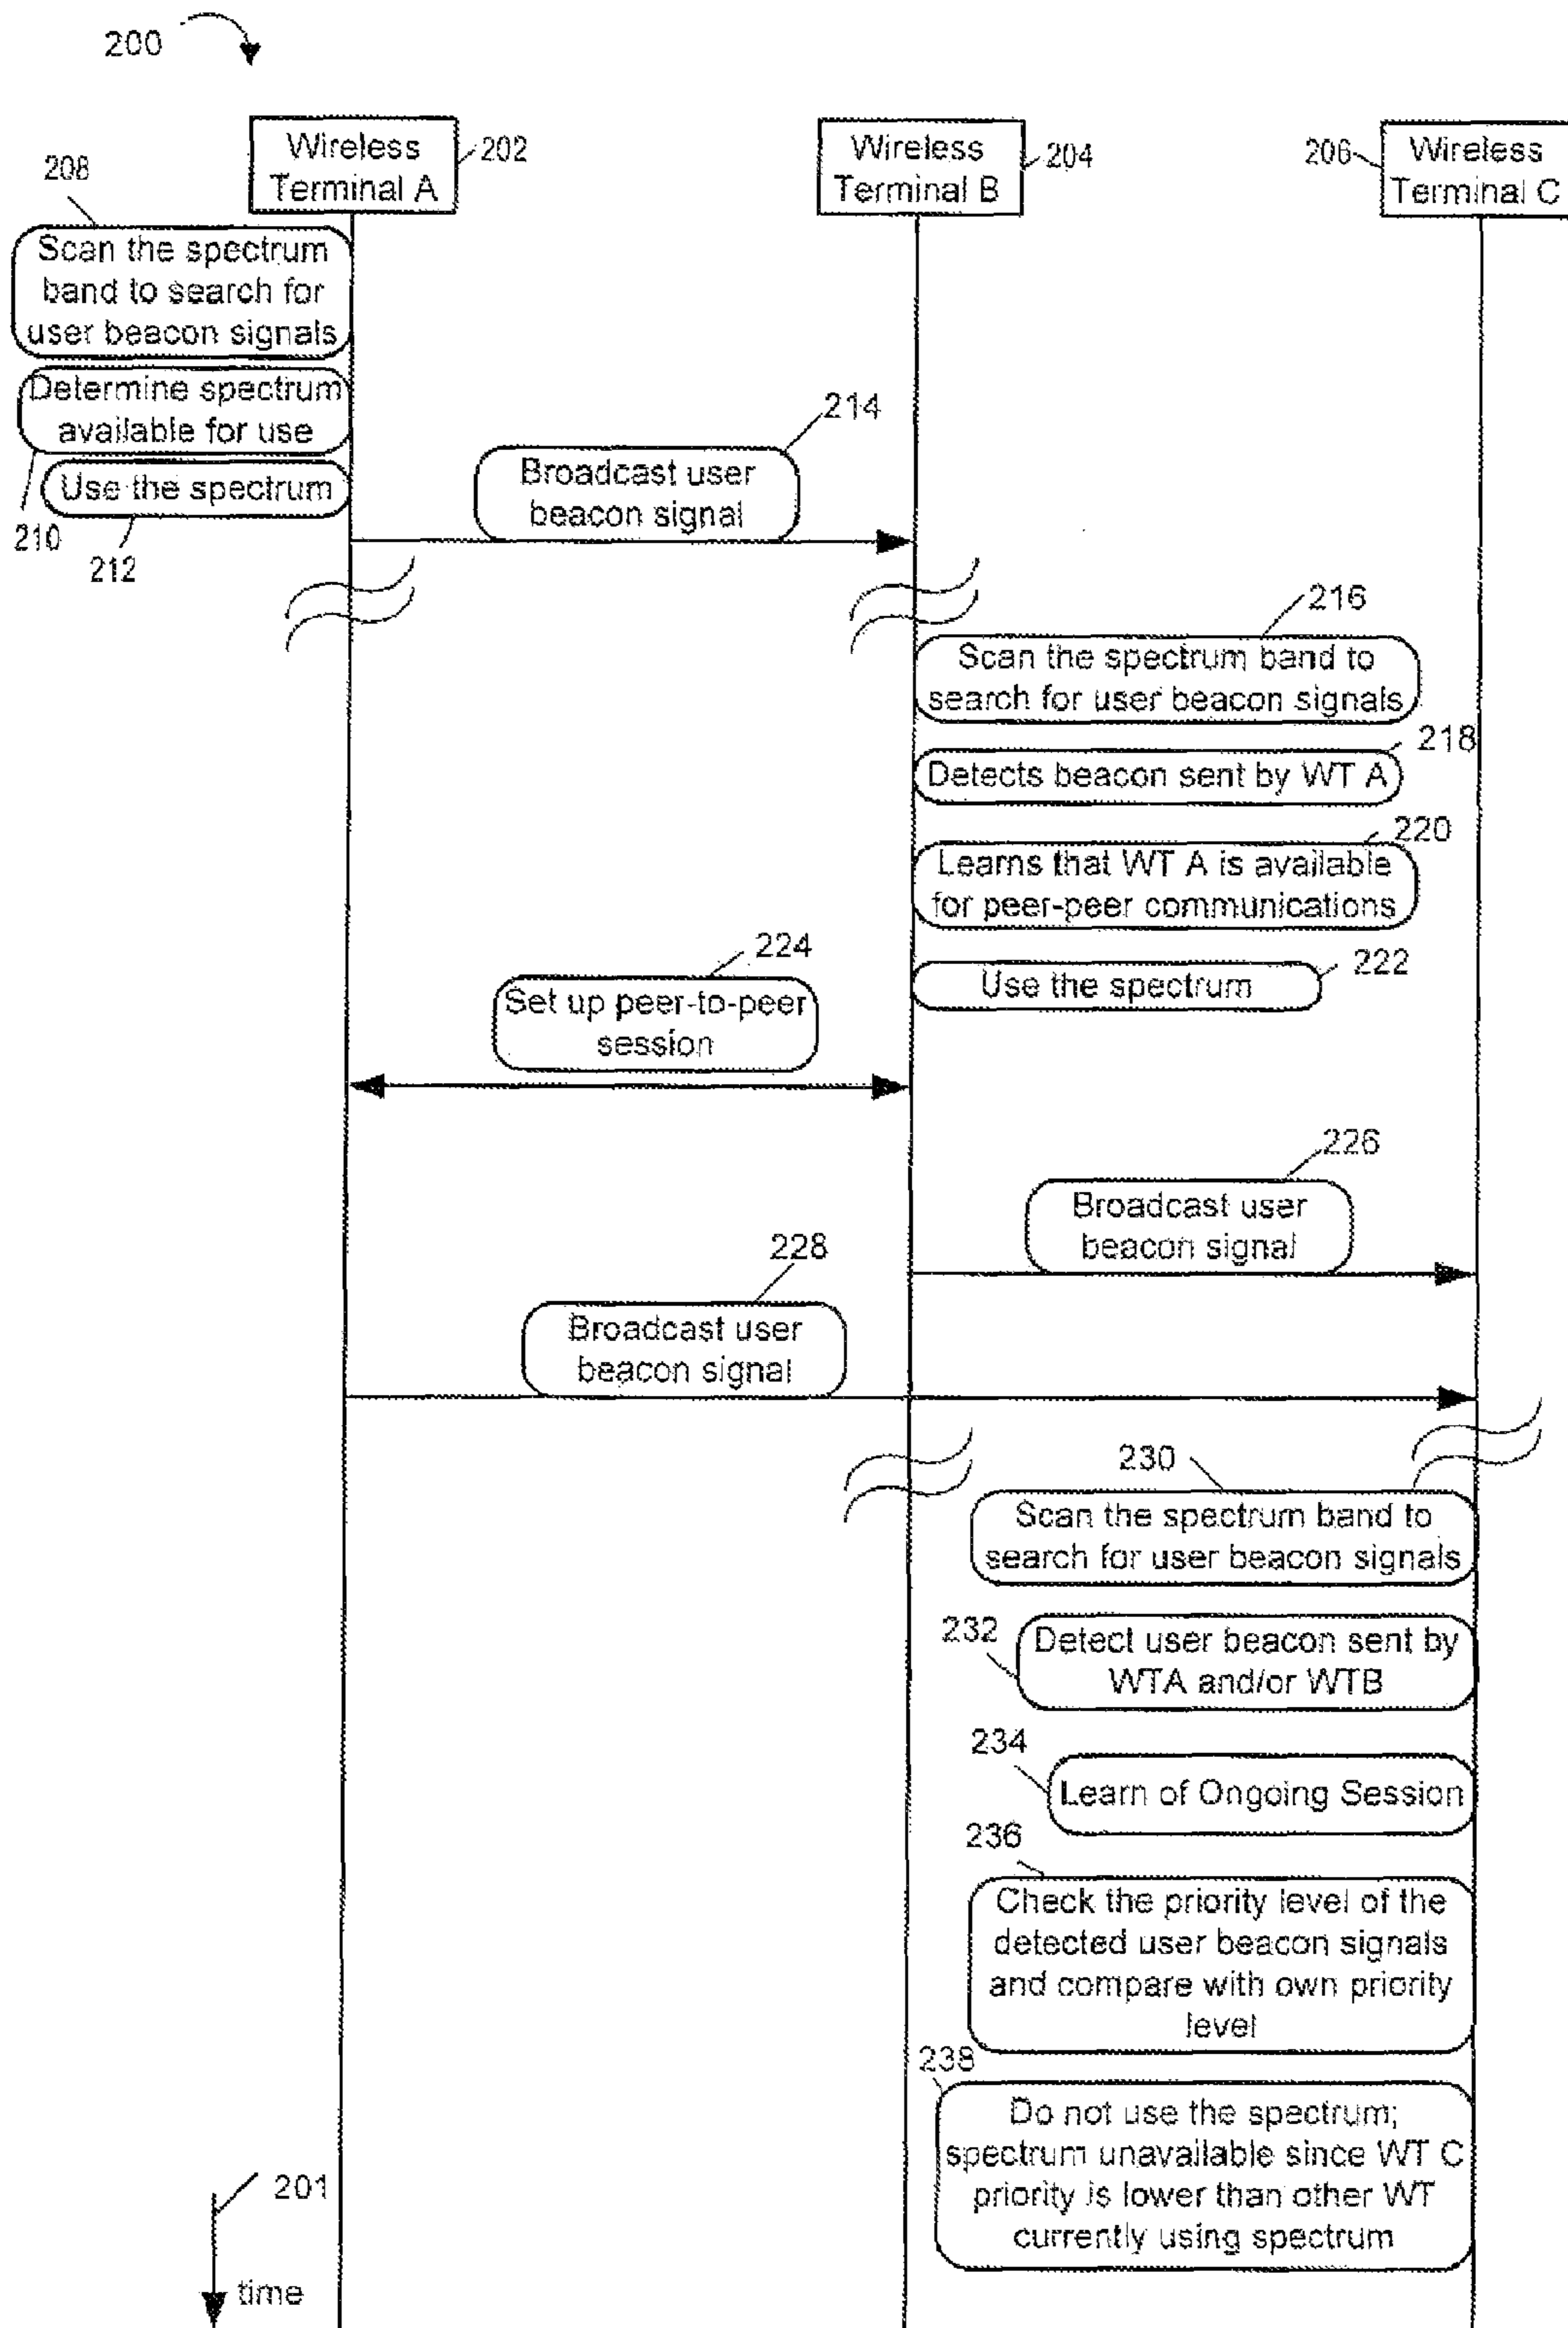 200
Wireless
Terminal A
202
Wireless
Terminal B
204
206
Wireless
Terminal C
208
Scan the spectrum
band to search for
user beacon signals
Determine spectrum
available for use
Use the spectrum
210
212
214
Broadcast user
beacon signal
216
Scan the spectrum band to
search for user beacon signals
218
Detects beacon sent by WT A
220
Learns that WT A is available
for peer-peer communications
222
Use the spectrum
224
Set up peer-to-peer
session
226
Broadcast user
beacon signal
228
Broadcast user
beacon signal
230
Scan the spectrum band to
search for user beacon signals
232
Detect user beacon sent by
WTA and/or WTB
234
Learn of Ongoing Session
236
Check the priority level of the
detected user beacon signals
and compare with own priority
level
238
Do not use the spectrum;
spectrum unavailable since WT C
priority is lower than other WT
currently using spectrum
201
time